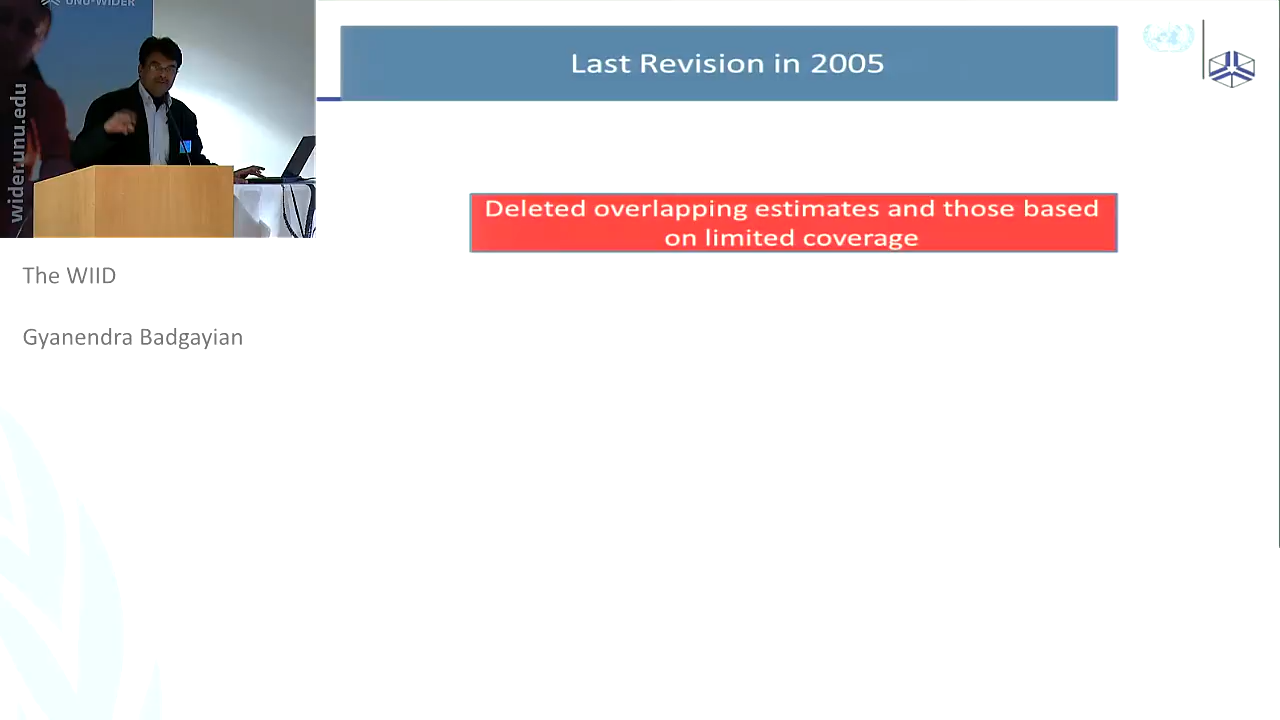 UNU-WIDER
wider.unu.edu
Last Revision in 2005
Deleted overlapping estimates and those based
on limited coverage
The WIID
Gyanendra Badgayian